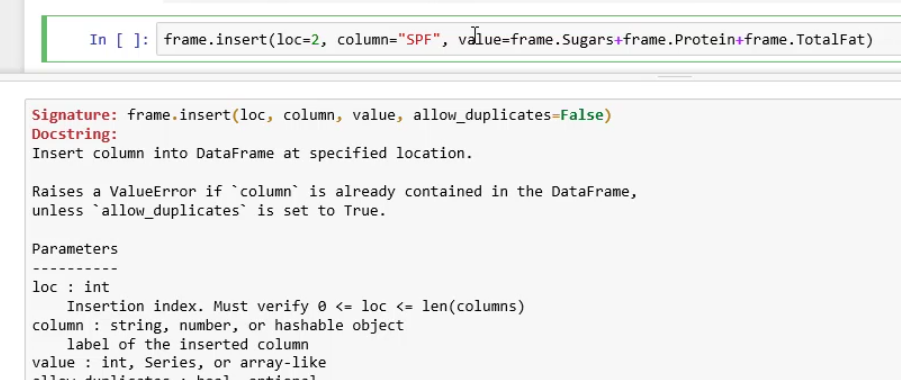 In [ ]: frame.insert(loc=2, column="SPF", value=frame.Sugars+frame.Protein+frame.TotalFat)
Signature: frame.insert(loc, column, value, allow_duplicates=False)
Docstring:
Insert column into DataFrame at specified location.
Raises a ValueError if `column` is already contained in the DataFrame,
unless `allow_duplicates` is set to True.
Parameters
----------
loc : int
Insertion index. Must verify 0 <= loc <= len(columns)
column : string, number, or hashable object
label of the inserted column
value : int, Series, or array-like
allow_duplicates : bool, optional